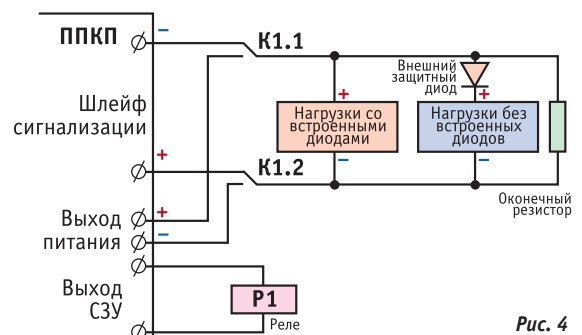 ППКП
−
К1.1
Внешний
защитный
диод
Шлейф
сигнализации
+
+
Нагрузки со
встроенными
диодами
Нагрузки без
встроенных
диодов
−
−
+
К1.2
Оконечный
резистор
Выход
питания
+
−
Выход
СЗУ
Р1
Реле
Рис. 4